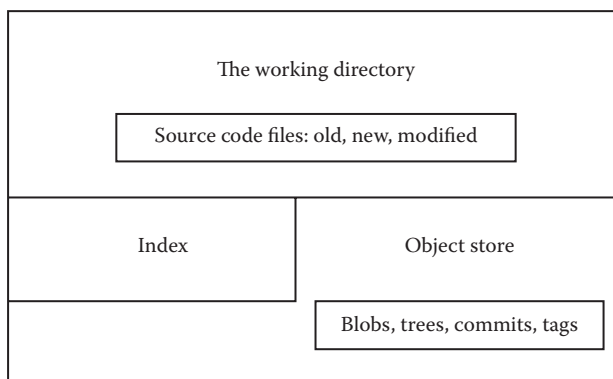 The working directory
Source code files: old, new, modified
Index
Object store
Blobs, trees, commits, tags